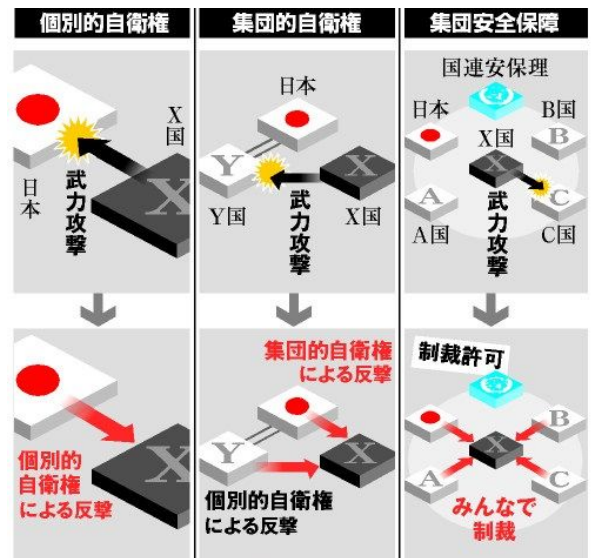 個別的自衛権
X国
日本
武力攻撃
X
個別的
自衛権
による反撃
X
集団的自衛権
日本
Y
X
Y国
武力攻撃
X国
集団的自衛権
による反撃
Y
X
個別的自衛権
による反撃
集団安全保障
国連安保理
日本
X国
B国
B
X
A
C
A国
武力攻撃
C国
制裁許可
B
X
A
C
みんなで
制裁